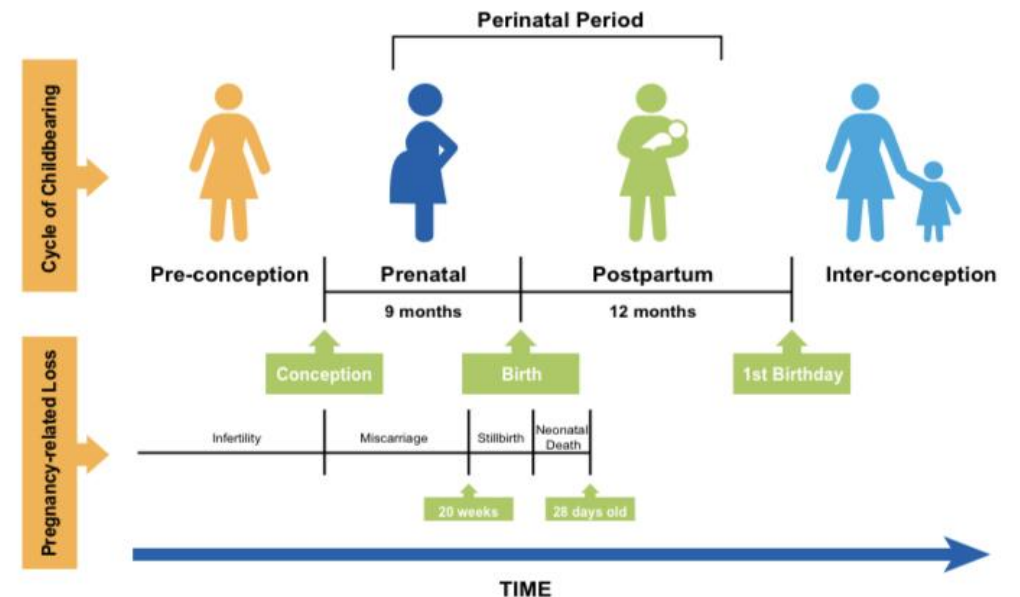 Perinatal Period
Cycle of Childbearing
Pre-conception
Prenatal
Postpartum
Inter-conception
9 months
12 months
Conception
Birth
1st Birthday
Pregnancy-related Loss
Infertility
Miscarriage
Stillbirth
Neonatal
Death
20 weeks
28 days old
TIME